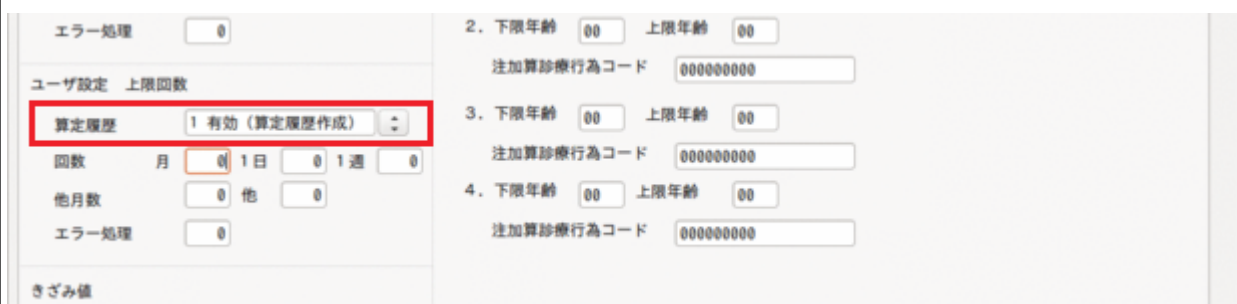 エラー処理 0
ユーザ設定 上限回数
算定履歴 1 有効（算定履歴作成）
回数 月 0 1日 0 1週 0
他月数 0 他 0
エラー処理 0
きざみ値
2. 下限年齢 00 上限年齢 00
注加算診療行為コード 000000000
3. 下限年齢 00 上限年齢 00
注加算診療行為コード 000000000
4. 下限年齢 00 上限年齢 00
注加算診療行為コード 000000000